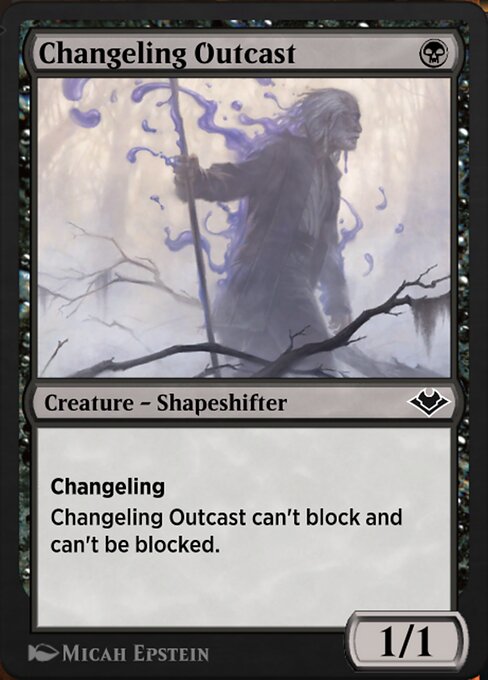 Changeling Outcast
Creature – Shapeshifter
Changeling
Changeling Outcast can't block and
can't be blocked.
1/1
Micah Epstein